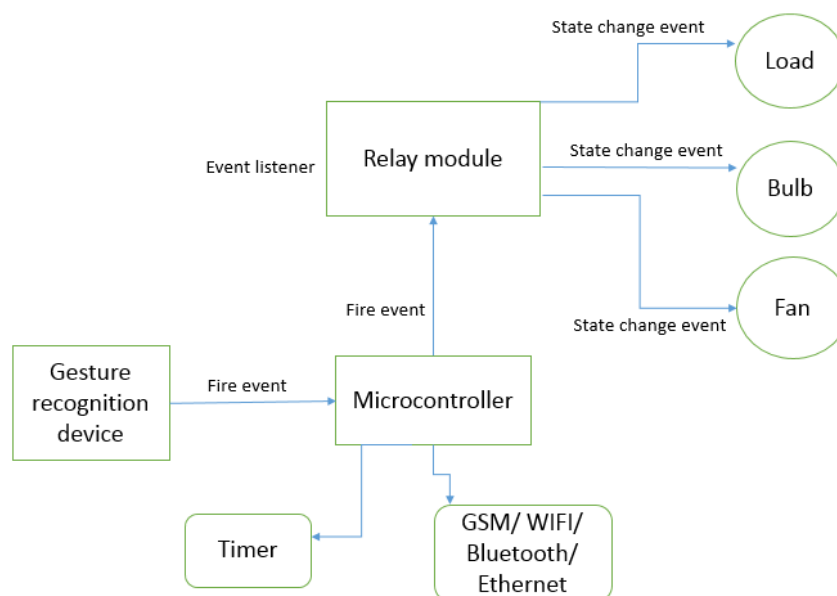 State change event
Load
Relay module
Event listener
State change event
Bulb
Fire event
State change event
Fan
Gesture
recognition
device
Fire event
Microcontroller
Timer
GSM/ WIFI/
Bluetooth/
Ethernet